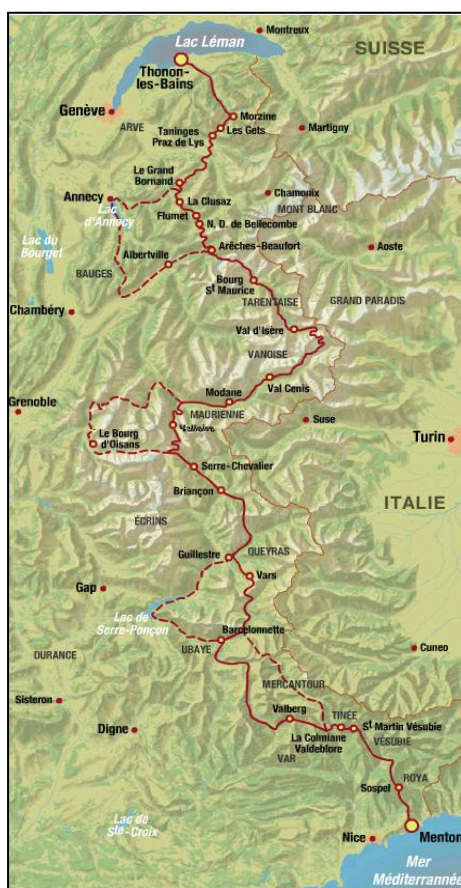 Montreux
Lac Léman
SUISSE
Thonon-
les-Bains
Genève
Morzine
ARVE
Taninges
Praz de Lys
Les Gets
Martigny
Le Grand
Bornand
Annecy
La Clusaz
Chamonix
Lac
d'Annecy
Flumet
MONT BLANC
N. D. de Bellecombe
Lac du
Bourget
Albertville
Arêches-Beaufort
Aoste
BAUGES
Bourg
St Maurice
TARENTAISE
GRAND PARADIS
Chambéry
Val d'Isère
VANOISE
Modane
Val Cenis
Grenoble
MAURIENNE
Suse
Valloire
Turin
Le Bourg
d'Oisans
Serre-Chevalier
Briançon
ITALIE
ÉCRINS
Guillestre
QUEYRAS
Vars
Gap
Lac de
Serre-Ponçon
Barcelonnette
UBAYE
Cuneo
DURANCE
MERCANTOUR
Sisteron
Valberg
TINÉE
St Martin Vésubie
Digne
La Colmiane
Valdeblore
VÉSUBIE
VAR
ROYA
Sospel
Lac de
Ste-Croix
Nice
Menton
Mer
Méditerrannée